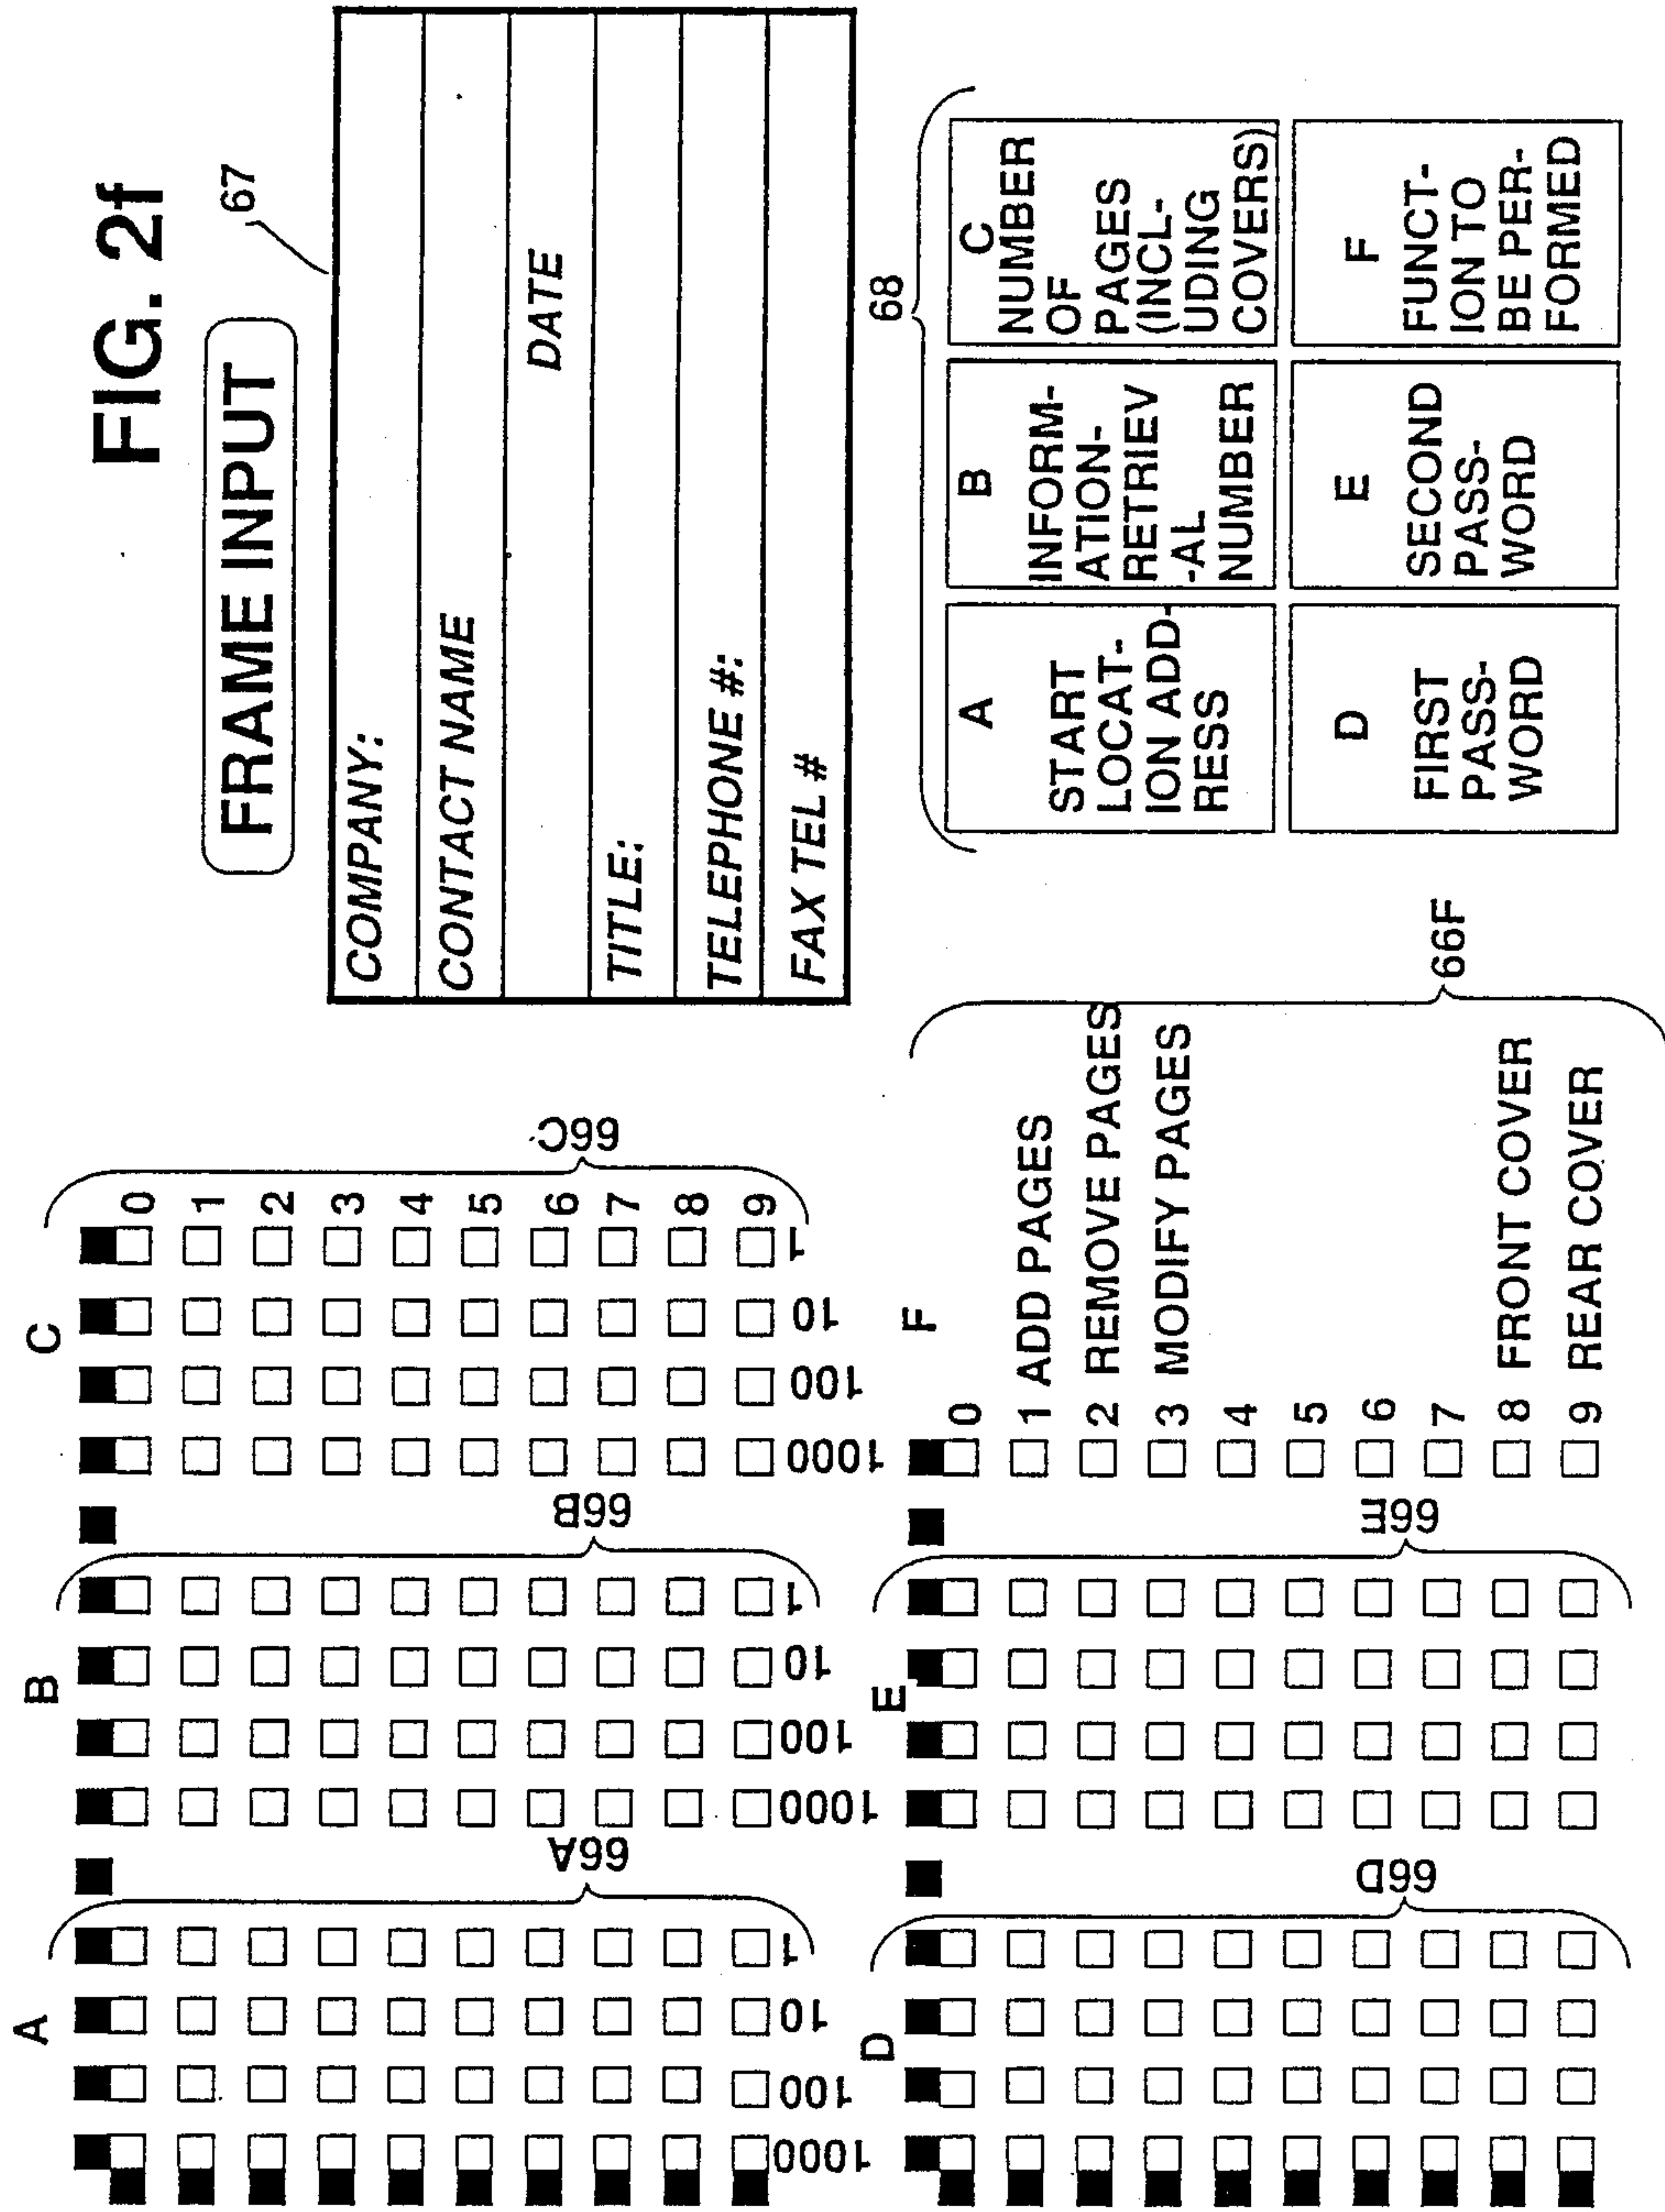 FIG. 2f
FRAME INPUT
67
COMPANY:
CONTACT NAME
DATE
TITLE:
TELEPHONE #:
FAX TEL #
A B C
0
1
2
3
4
5
6
7
8
9
1000 100 10 1 1000 100 10 1 1000 100 10 1
66A 66B 66C
D E F
0
1 ADD PAGES
2 REMOVE PAGES
3 MODIFY PAGES
4
5
6
7
8 FRONT COVER
9 REAR COVER
66D 66E 66F
68
A
START
LOCAT-
ION ADD-
RESS
B
INFORM-
ATION-
RETRIEV
-AL
NUMBER
C
NUMBER
OF
PAGES
(INCL-
UDING
COVERS)
D
FIRST
PASS-
WORD
E
SECOND
PASS-
WORD
F
FUNCT-
ION TO
BE PER-
FORMED